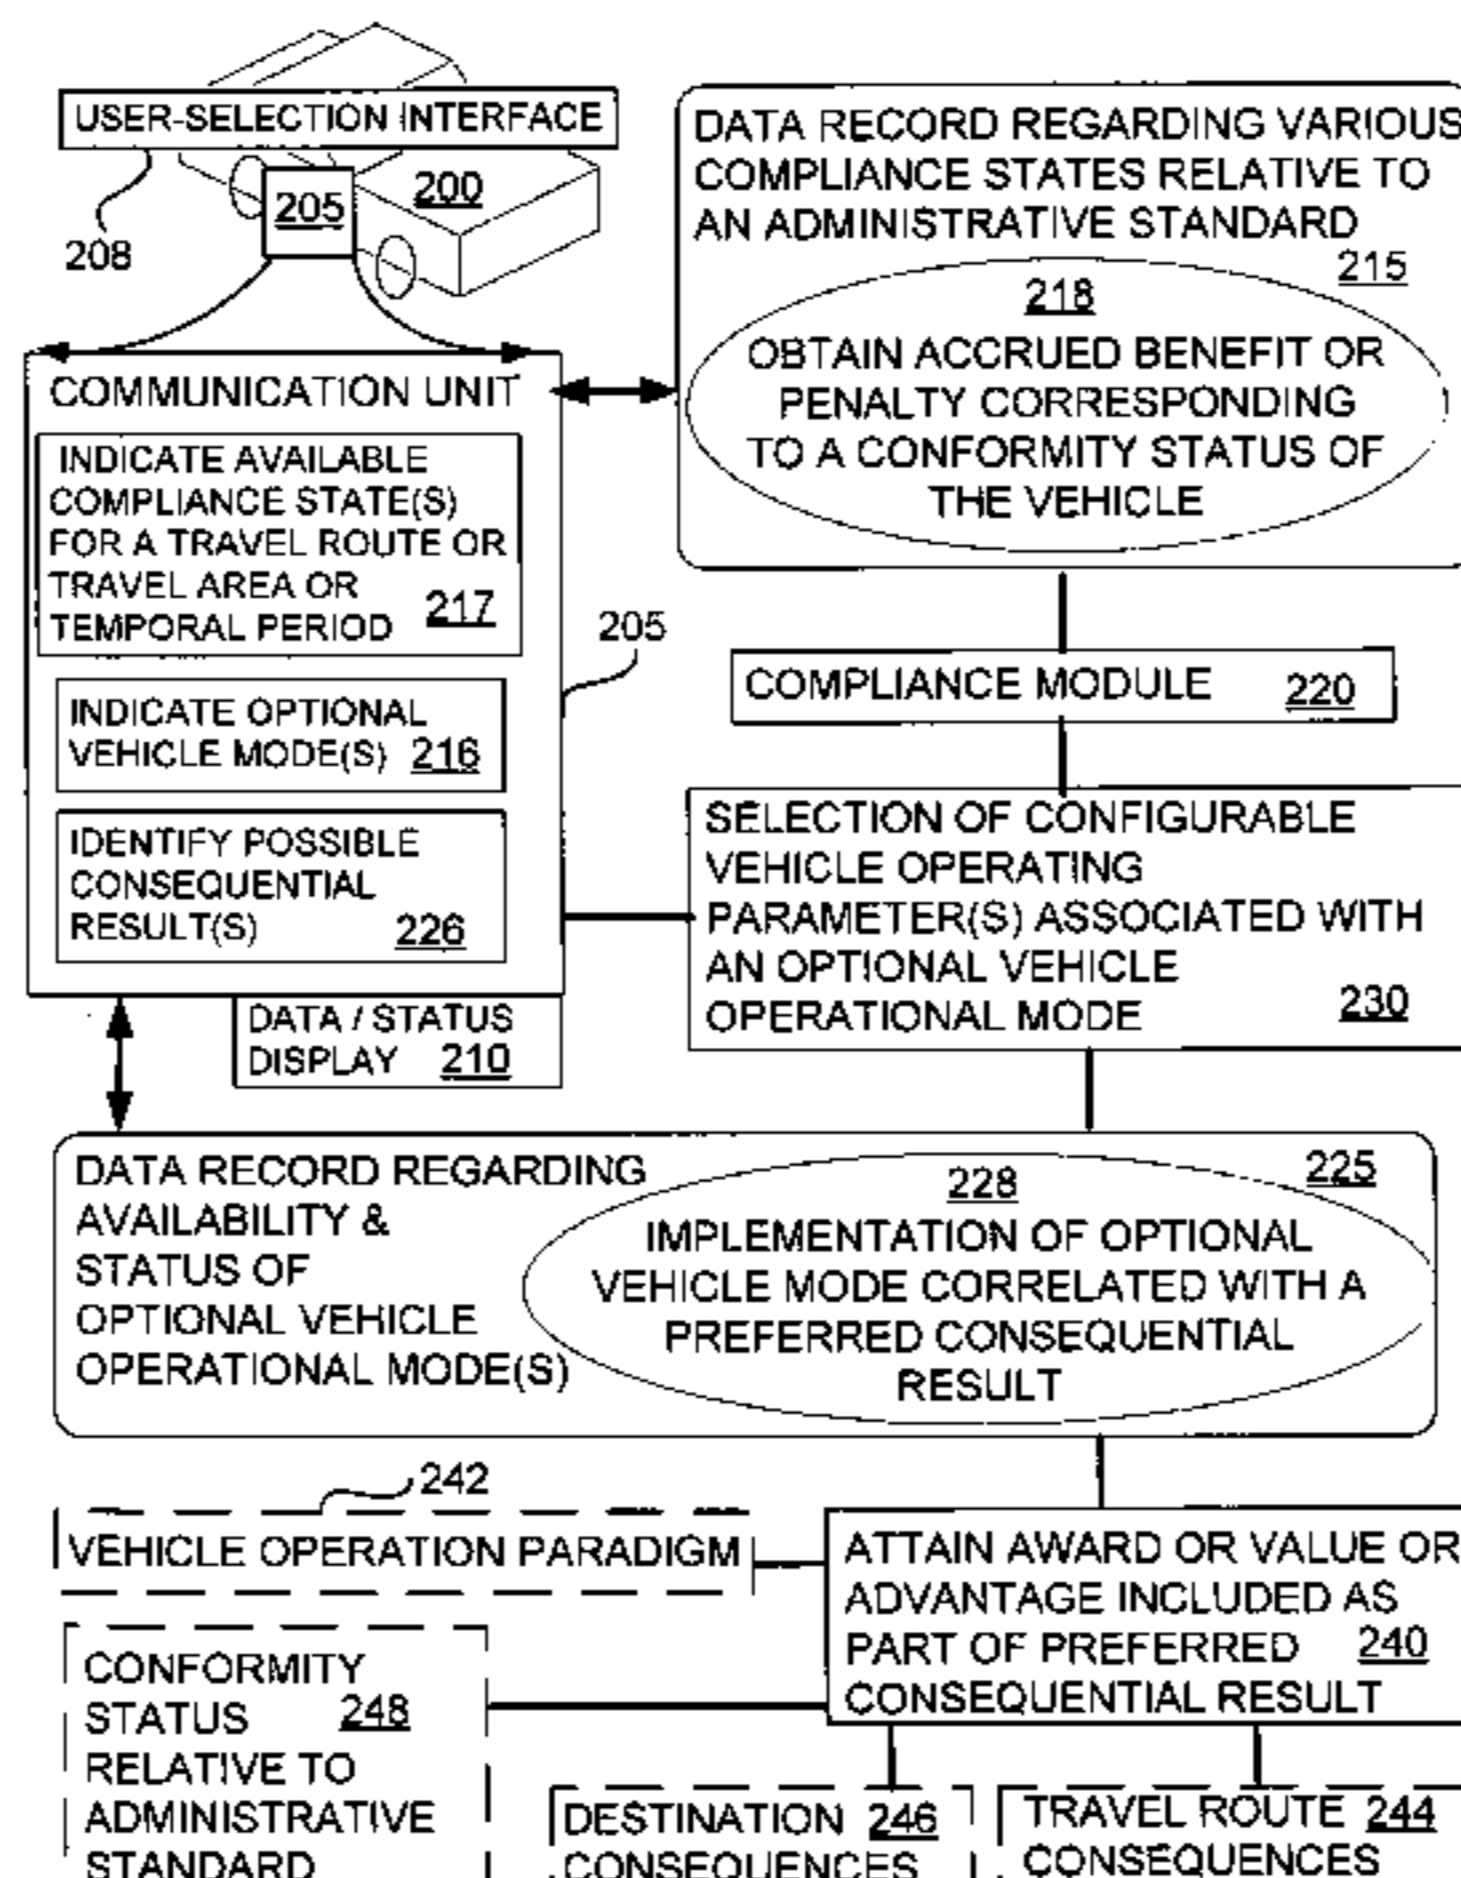 USER-SELECTION INTERFACE
200
205
208
DATA RECORD REGARDING VARIOUS
COMPLIANCE STATES RELATIVE TO
AN ADMINISTRATIVE STANDARD
215
218
OBTAIN ACCRUED BENEFIT OR
PENALTY CORRESPONDING
TO A CONFORMITY STATUS OF
THE VEHICLE
COMMUNICATION UNIT
INDICATE AVAILABLE
COMPLIANCE STATE(S)
FOR A TRAVEL ROUTE OR
TRAVEL AREA OR
TEMPORAL PERIOD 217
205
INDICATE OPTIONAL
VEHICLE MODE(S) 216
IDENTIFY POSSIBLE
CONSEQUENTIAL
RESULT(S) 226
DATA / STATUS
DISPLAY 210
COMPLIANCE MODULE 220
SELECTION OF CONFIGURABLE
VEHICLE OPERATING
PARAMETER(S) ASSOCIATED WITH
AN OPTIONAL VEHICLE
OPERATIONAL MODE 230
DATA RECORD REGARDING
AVAILABILITY &
STATUS OF
OPTIONAL VEHICLE
OPERATIONAL MODE(S)
225
228
IMPLEMENTATION OF OPTIONAL
VEHICLE MODE CORRELATED WITH A
PREFERRED CONSEQUENTIAL
RESULT
242
VEHICLE OPERATION PARADIGM
ATTAIN AWARD OR VALUE OR
ADVANTAGE INCLUDED AS
PART OF PREFERRED 240
CONSEQUENTIAL RESULT
CONFORMITY
STATUS 248
RELATIVE TO
ADMINISTRATIVE
STANDARD
DESTINATION 246
CONSEQUENCES
TRAVEL ROUTE 244
CONSEQUENCES